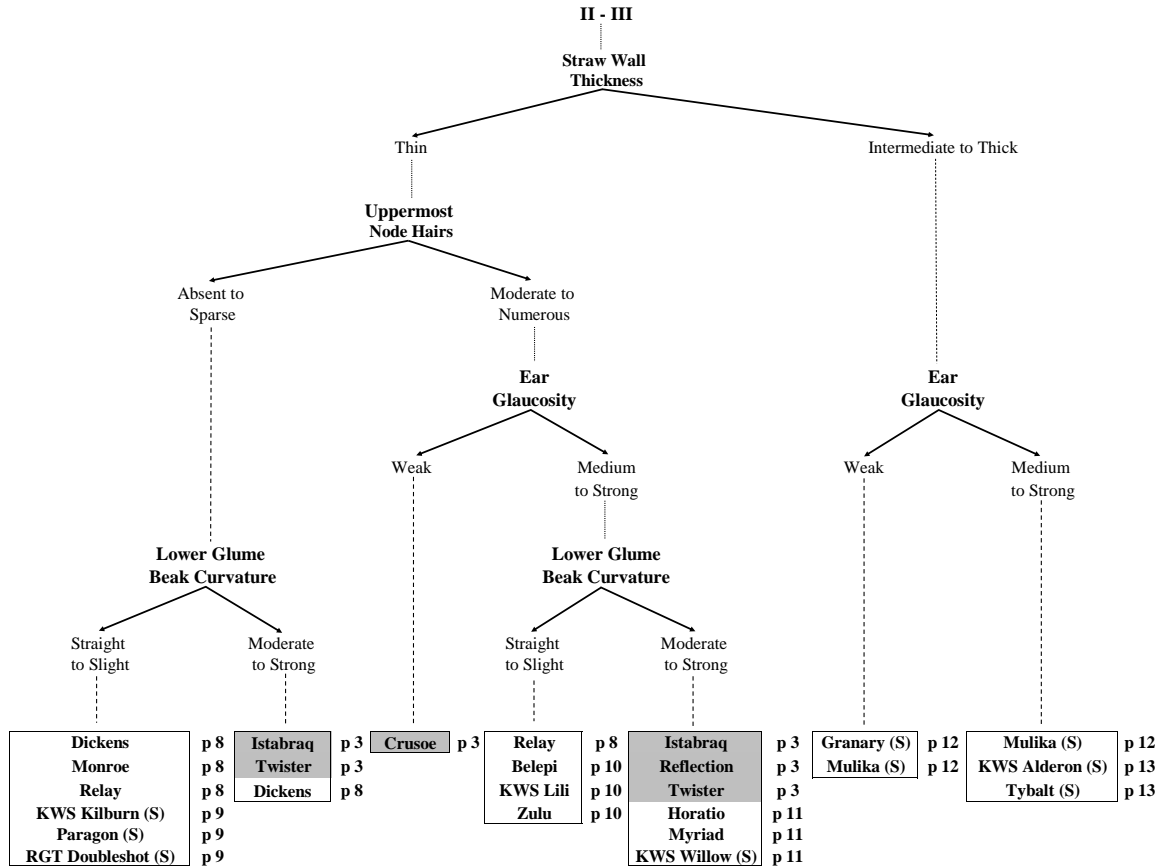 II - III
Straw Wall
Thickness
Thin
Intermediate to Thick
Uppermost
Node Hairs
Absent to
Sparse
Moderate to
Numerous
Ear
Glaucosity
Ear
Glaucosity
Weak
Medium
to Strong
Weak
Medium
to Strong
Lower Glume
Beak Curvature
Lower Glume
Beak Curvature
Straight
to Slight
Moderate
to Strong
Straight
to Slight
Moderate
to Strong
Dickens p 8
Monroe p 8
Relay p 8
KWS Kilburn (S) p 9
Paragon (S) p 9
RGT Doubleshot (S) p 9
Istabraq p 3
Twister p 3
Dickens p 8
Crusoe p 3
Relay p 8
Belepi p 10
KWS Lili p 10
Zulu p 10
Istabraq p 3
Reflection p 3
Twister p 3
Horatio p 11
Myriad p 11
KWS Willow (S) p 11
Granary (S) p 12
Mulika (S) p 12
Mulika (S) p 12
KWS Alderon (S) p 13
Tybalt (S) p 13